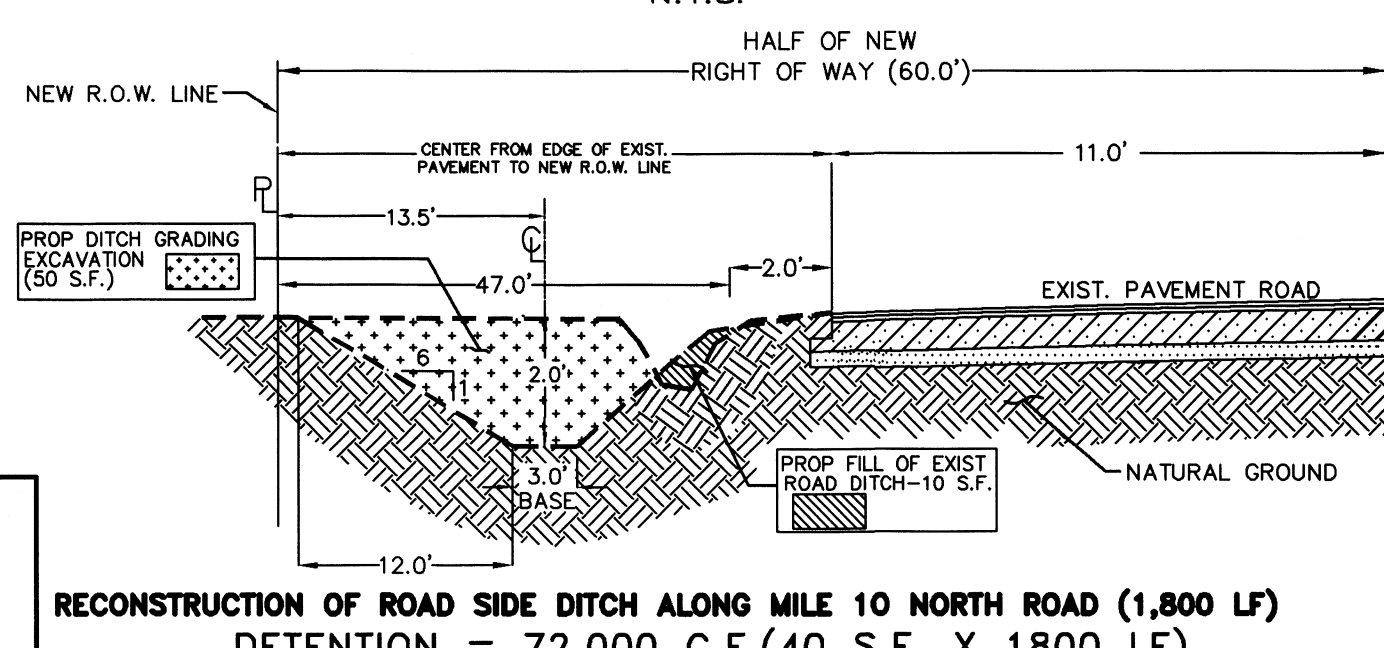 N.T.S.
HALF OF NEW
RIGHT OF WAY (60.0')
NEW R.O.W. LINE
CENTER FROM EDGE OF EXIST.
PAVEMENT TO NEW R.O.W. LINE
11.0'
PL
13.5'
CL
PROP DITCH GRADING
EXCAVATION
(50 S.F.)
47.0'
2.0'
EXIST. PAVEMENT ROAD
6
1
2.0'
3.0'
BASE
PROP FILL OF EXIST
ROAD DITCH-10 S.F.
NATURAL GROUND
12.0'
RECONSTRUCTION OF ROAD SIDE DITCH ALONG MILE 10 NORTH ROAD (1,800 LF)
DETENTION = 72,000 C.F.(40 S.F. X 1800 LF)